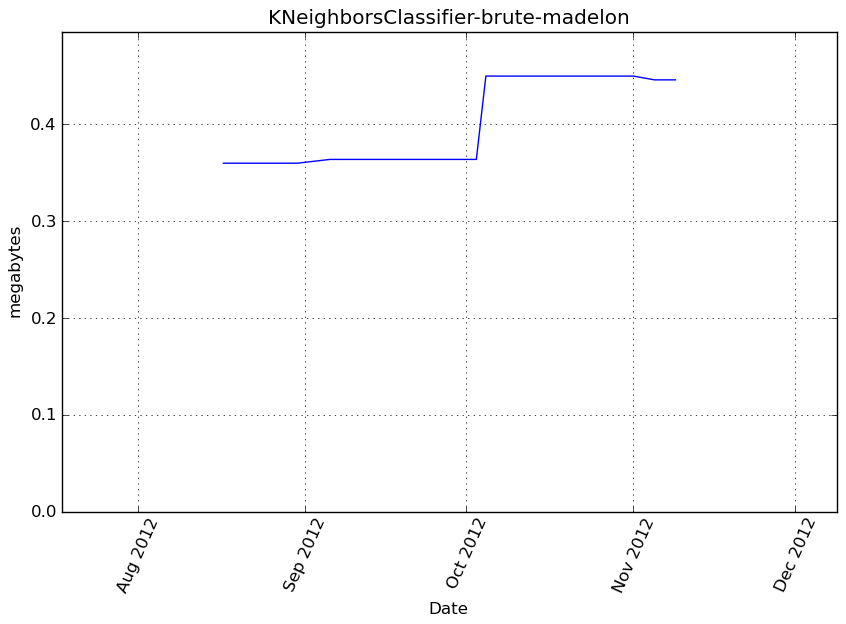 KNeighborsClassifier-brute-madelon
megabytes
0.4
0.3
0.2
0.1
0.0
Aug 2012
Sep 2012
Oct 2012
Nov 2012
Dec 2012
Date